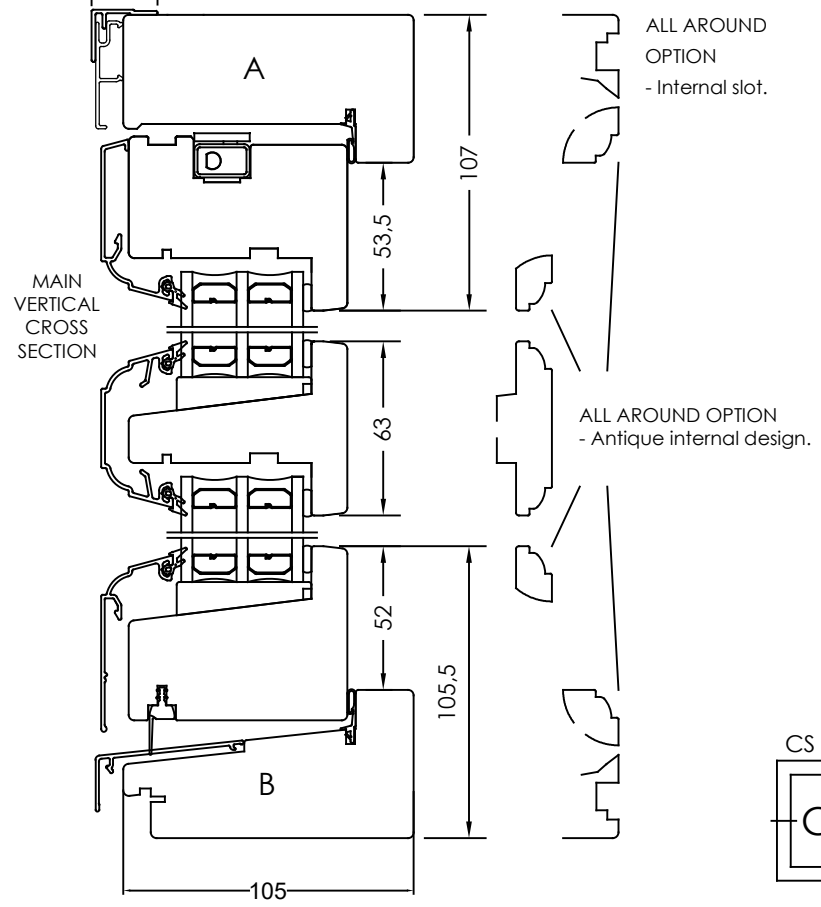 A
ALL AROUND
OPTION
- Internal slot.
107
53,5
MAIN
VERTICAL
CROSS
SECTION
63
ALL AROUND OPTION
- Antique internal design.
52
105,5
B
CS
105